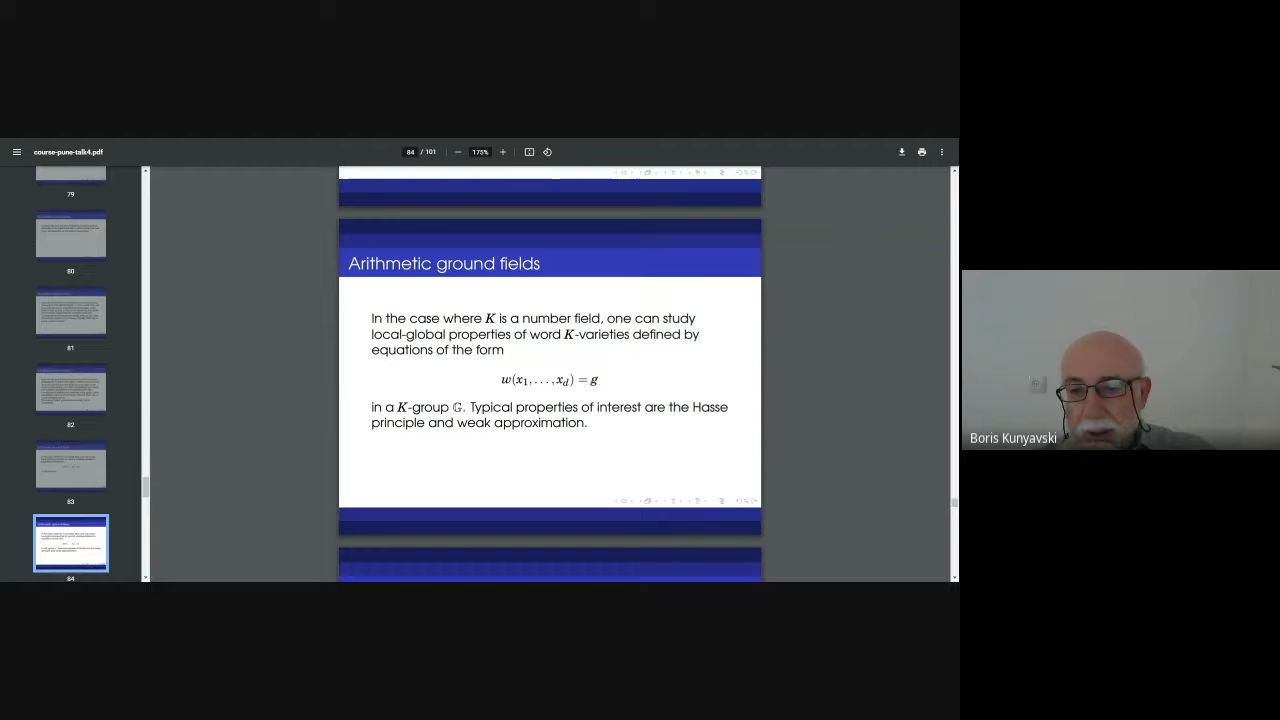 course-pune-talk4.pdf
84 / 101
175%
79
80
81
82
83
84
Arithmetic ground fields
In the case where K is a number field, one can study
local-global properties of word K-varieties defined by
equations of the form
w(x₁, . . . , x_d) = g
in a K-group 𝔾. Typical properties of interest are the Hasse
principle and weak approximation.
Boris Kunyavski